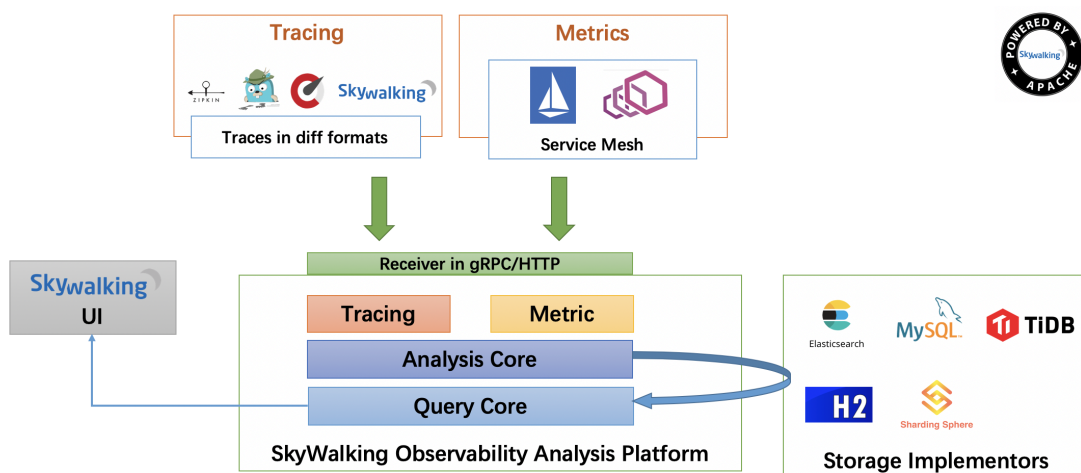 Tracing
ZIPKIN
Skywalking
Traces in diff formats
Metrics
Service Mesh
POWERED BY
Skywalking
APACHE
Receiver in gRPC/HTTP
Skywalking
UI
Tracing
Metric
Analysis Core
Query Core
SkyWalking Observability Analysis Platform
Elasticsearch
MySQL
TiDB
H2
Sharding Sphere
Storage Implementors